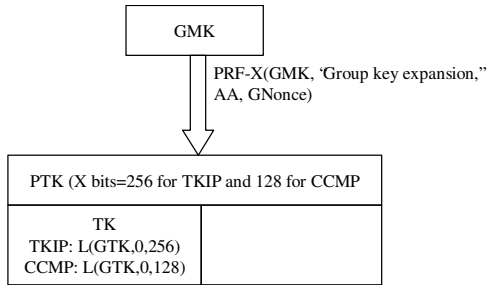 GMK
PRF-X(GMK, “Group key expansion,”
AA, GNonce)
PTK (X bits=256 for TKIP and 128 for CCMP
TK
TKIP: L(GTK,0,256)
CCMP: L(GTK,0,128)